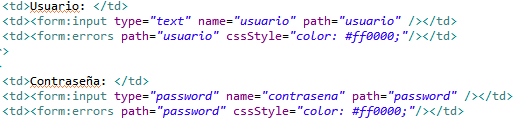 <td>Usuario: </td>
<td><form:input type="text" name="usuario" path="usuario" /></td>
<td><form:errors path="usuario" cssStyle="color: #ff0000;"/></td>
>
<td>Contraseña: </td>
<td><form:input type="password" name="contrasena" path="password" /></td>
<td><form:errors path="password" cssStyle="color: #ff0000;"/></td>